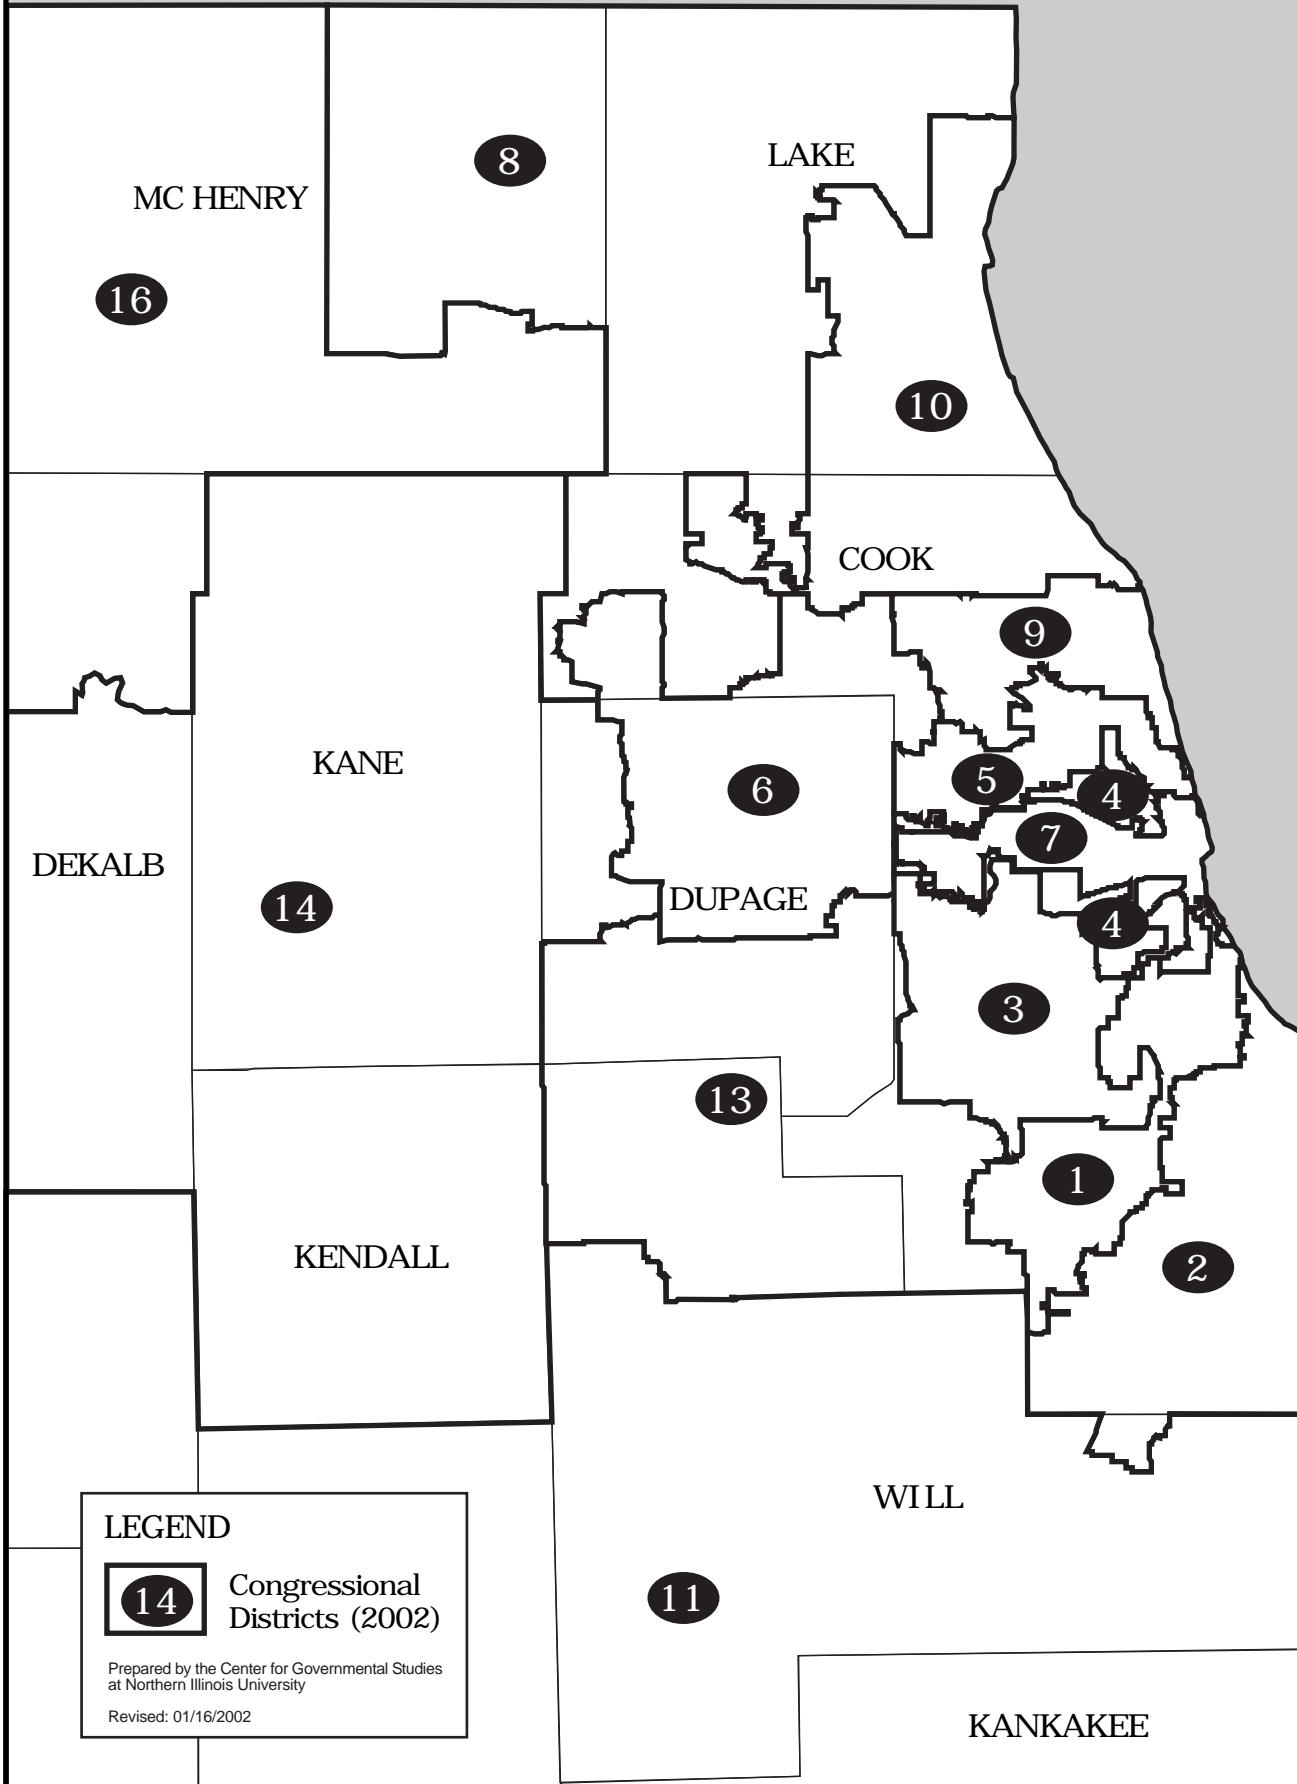 8
LAKE
MC HENRY
16
10
COOK
9
KANE
5
6
4
7
DEKALB
DUPAGE
14
4
3
13
1
KENDALL
2
WILL
LEGEND
14
Congressional
Districts (2002)
11
Prepared by the Center for Governmental Studies
at Northern Illinois University
Revised: 01/16/2002
KANKAKEE